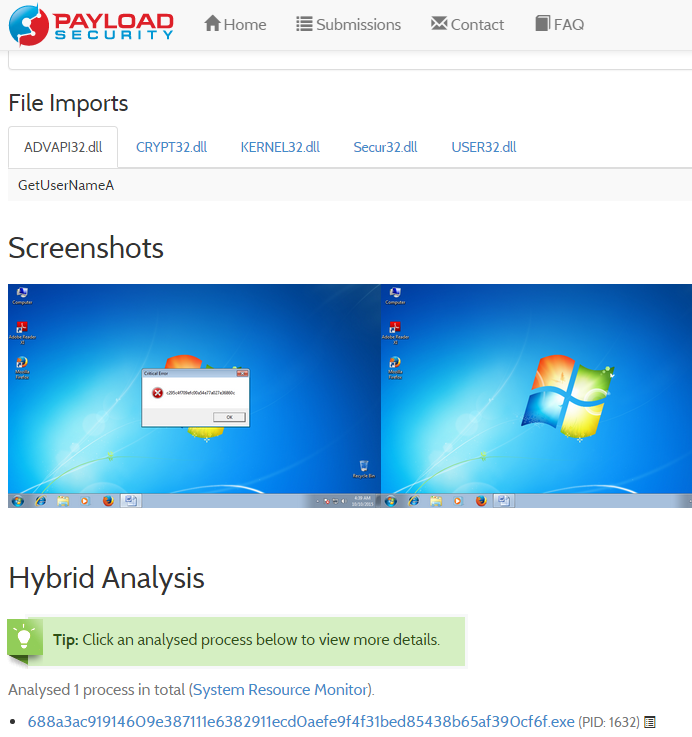 PAYLOAD
SECURITY
Home Submissions Contact FAQ
File Imports
ADVAPI32.dll CRYPT32.dll KERNEL32.dll Secur32.dll USER32.dll
GetUserNameA
Screenshots
Computer
Adobe Reader
XI
Mozilla
Firefox
Critical Error
OK
Recycle Bin
Computer
Adobe Reader
XI
Mozilla
Firefox
Hybrid Analysis
Tip: Click an analysed process below to view more details.
Analysed 1 process in total (System Resource Monitor).
688a3ac91914609e387111e6382911ecd0aefe9f4f31bed85438b65af390cf6f.exe (PID: 1632)